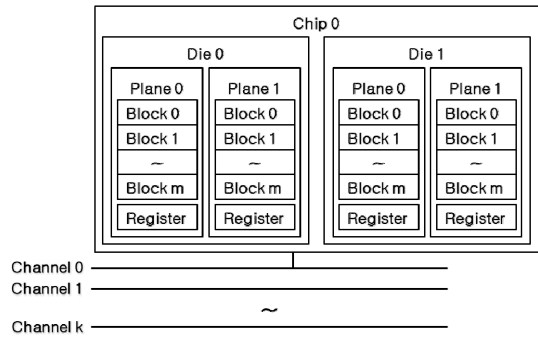 Chip 0
Die 0
Plane 0
Block 0
Block 1
~
Block m
Register
Plane 1
Block 0
Block 1
~
Block m
Register
Die 1
Plane 0
Block 0
Block 1
~
Block m
Register
Plane 1
Block 0
Block 1
~
Block m
Register
Channel 0
Channel 1
~
Channel k